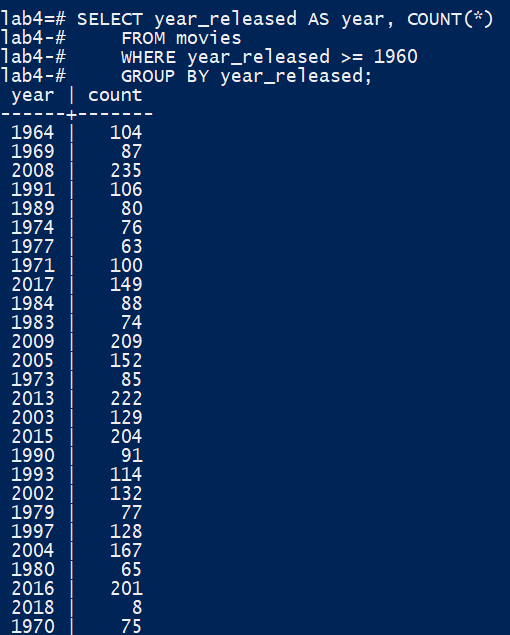 lab4=# SELECT year_released AS year, COUNT(*)
lab4-#     FROM movies
lab4-#     WHERE year_released >= 1960
lab4-#     GROUP BY year_released;
 year | count
------+-------
 1964 |   104
 1969 |    87
 2008 |   235
 1991 |   106
 1989 |    80
 1974 |    76
 1977 |    63
 1971 |   100
 2017 |   149
 1984 |    88
 1983 |    74
 2009 |   209
 2005 |   152
 1973 |    85
 2013 |   222
 2003 |   129
 2015 |   204
 1990 |    91
 1993 |   114
 2002 |   132
 1979 |    77
 1997 |   128
 2004 |   167
 1980 |    65
 2016 |   201
 2018 |     8
 1970 |    75